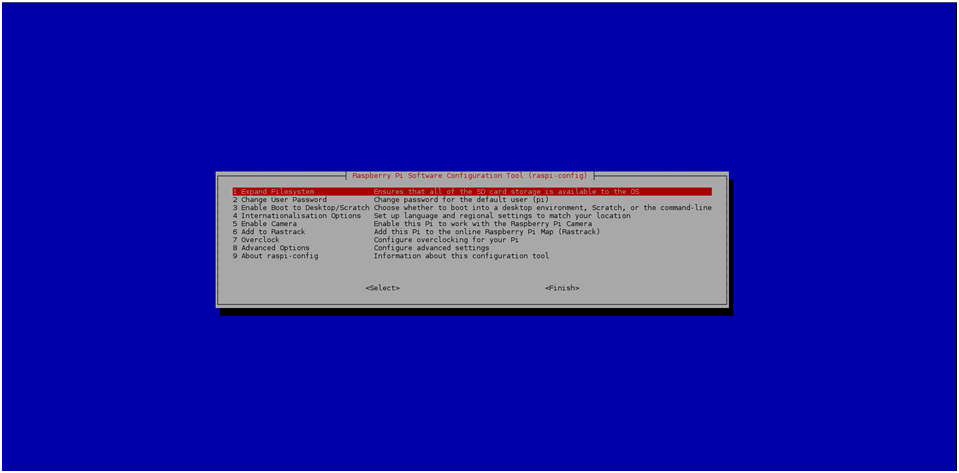 Raspberry Pi Software Configuration Tool (raspi-config)
1 Expand Filesystem Ensures that all of the SD card storage is available to the OS
2 Change User Password Change password for the default user (pi)
3 Enable Boot to Desktop/Scratch Choose whether to boot into a desktop environment, Scratch, or the command-line
4 Internationalisation Options Set up language and regional settings to match your location
5 Enable Camera Enable this Pi to work with the Raspberry Pi Camera
6 Add to Rastrack Add this Pi to the online Raspberry Pi Map (Rastrack)
7 Overclock Configure overclocking for your Pi
8 Advanced Options Configure advanced settings
9 About raspi-config Information about this configuration tool
<Select> <Finish>